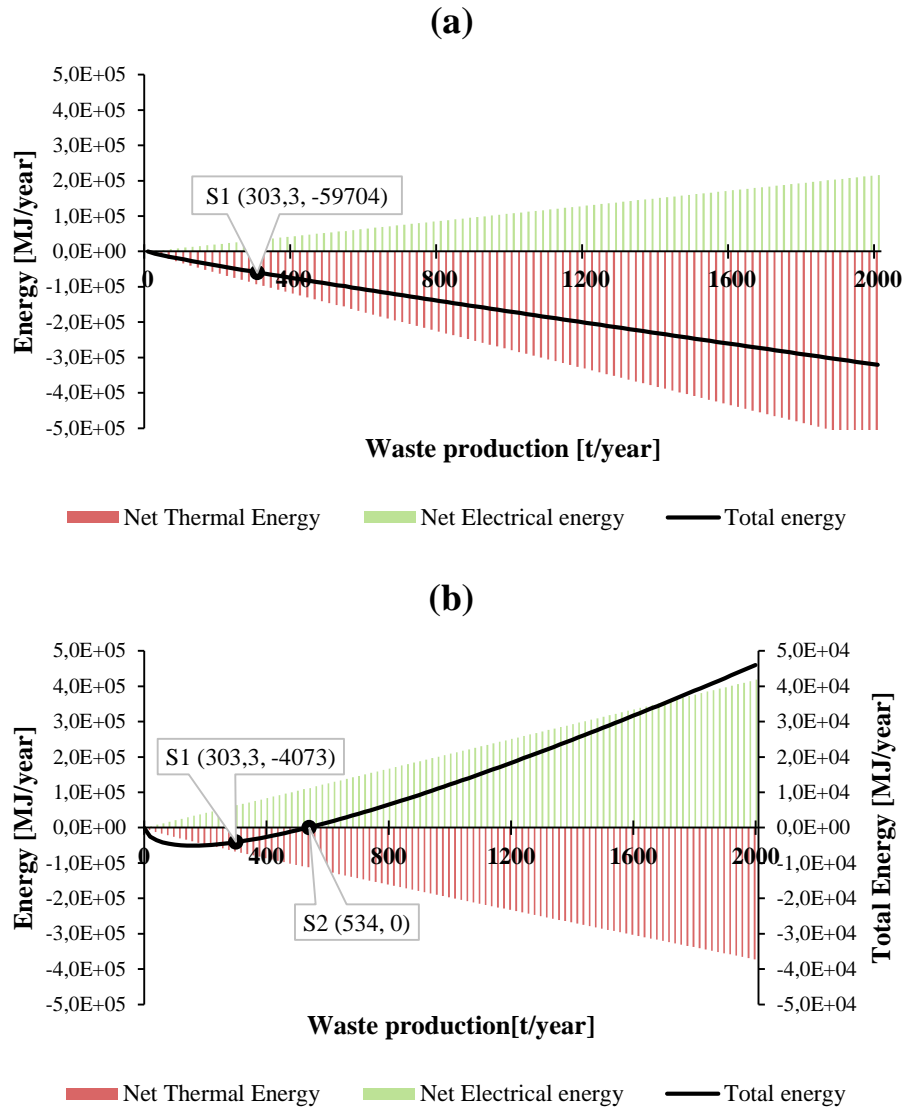 (a)
Energy [MJ/year]
5,0E+05
4,0E+05
3,0E+05
2,0E+05
1,0E+05
0,0E+00
-1,0E+05
-2,0E+05
-3,0E+05
-4,0E+05
-5,0E+05
S1 (303,3, -59704)
0 400 800 1200 1600 2000
Waste production [t/year]
Net Thermal Energy Net Electrical energy Total energy
(b)
Energy [MJ/year]
5,0E+05
4,0E+05
3,0E+05
2,0E+05
1,0E+05
0,0E+00
-1,0E+05
-2,0E+05
-3,0E+05
-4,0E+05
-5,0E+05
S1 (303,3, -4073)
S2 (534, 0)
0 400 800 1200 1600 2000
5,0E+04
4,0E+04
3,0E+04
2,0E+04
1,0E+04
0,0E+00
-1,0E+04
-2,0E+04
-3,0E+04
-4,0E+04
-5,0E+04
Total Energy [MJ/year]
Waste production[t/year]
Net Thermal Energy Net Electrical energy Total energy